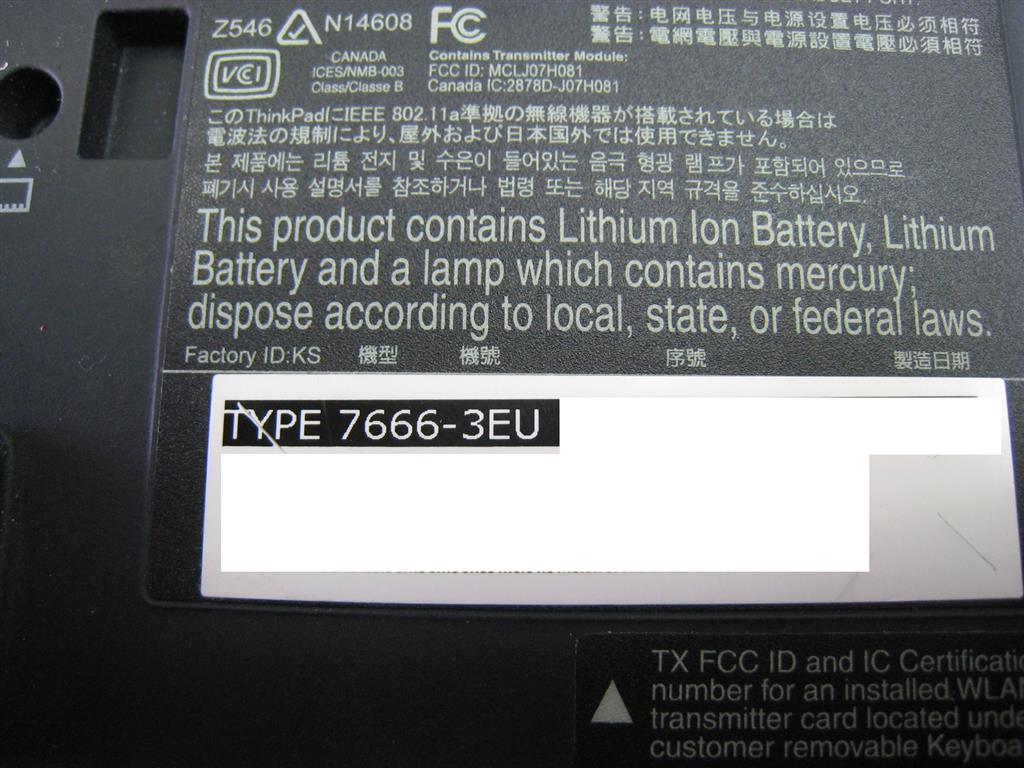 Z546 N14608 FC
警告:电网电压与电源设置电压必须相符
警告:電網電壓與電源設置電壓必須相符
VCI
CANADA
ICES/NMB-003
Class/Classe B
Contains Transmitter Module:
FCC ID: MCLJ07H081
Canada IC:2878D-J07H081
このThinkPadにIEEE 802.11a準拠の無線機器が搭載されている場合は
電波法の規制により、屋外および日本国外では使用できません。
본 제품에는 리튬 전지 및 수은이 들어있는 음극 형광 램프가 포함되어 있으므로
폐기시 사용 설명서를 참조하거나 법령 또는 해당 지역 규격을 준수하십시오.
This product contains Lithium Ion Battery, Lithium
Battery and a lamp which contains mercury;
dispose according to local, state, or federal laws.
Factory ID:KS 機型 機號 序號 製造日期
TYPE 7666-3EU
TX FCC ID and IC
number for an installed
transmitter card located
customer removable